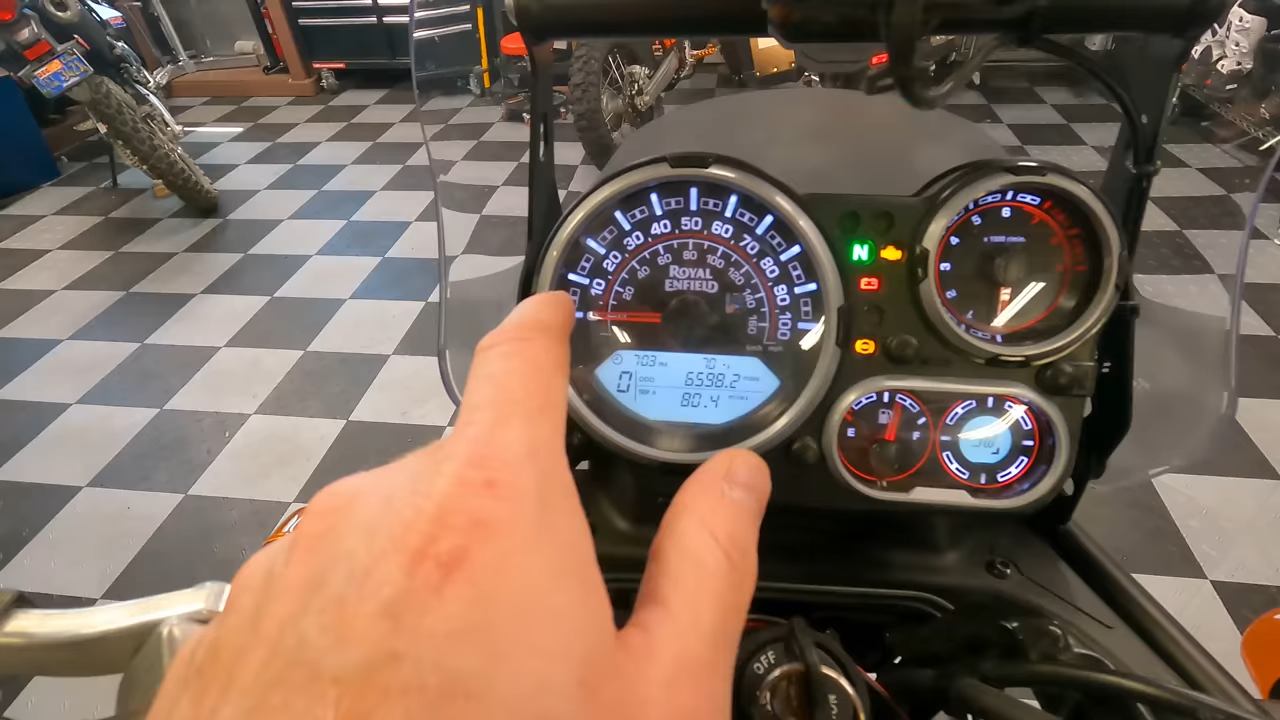 10 20 30 40 50 60 70 80 90 100
20 40 60 80 100 120 140 160
km/h mph
ROYAL
ENFIELD
703 PM 70
0 ODO 6598.2 miles
TRIP A 80.4 miles
N
1 2 3 4 5 6
x 1000 r/min.
E F
OFF